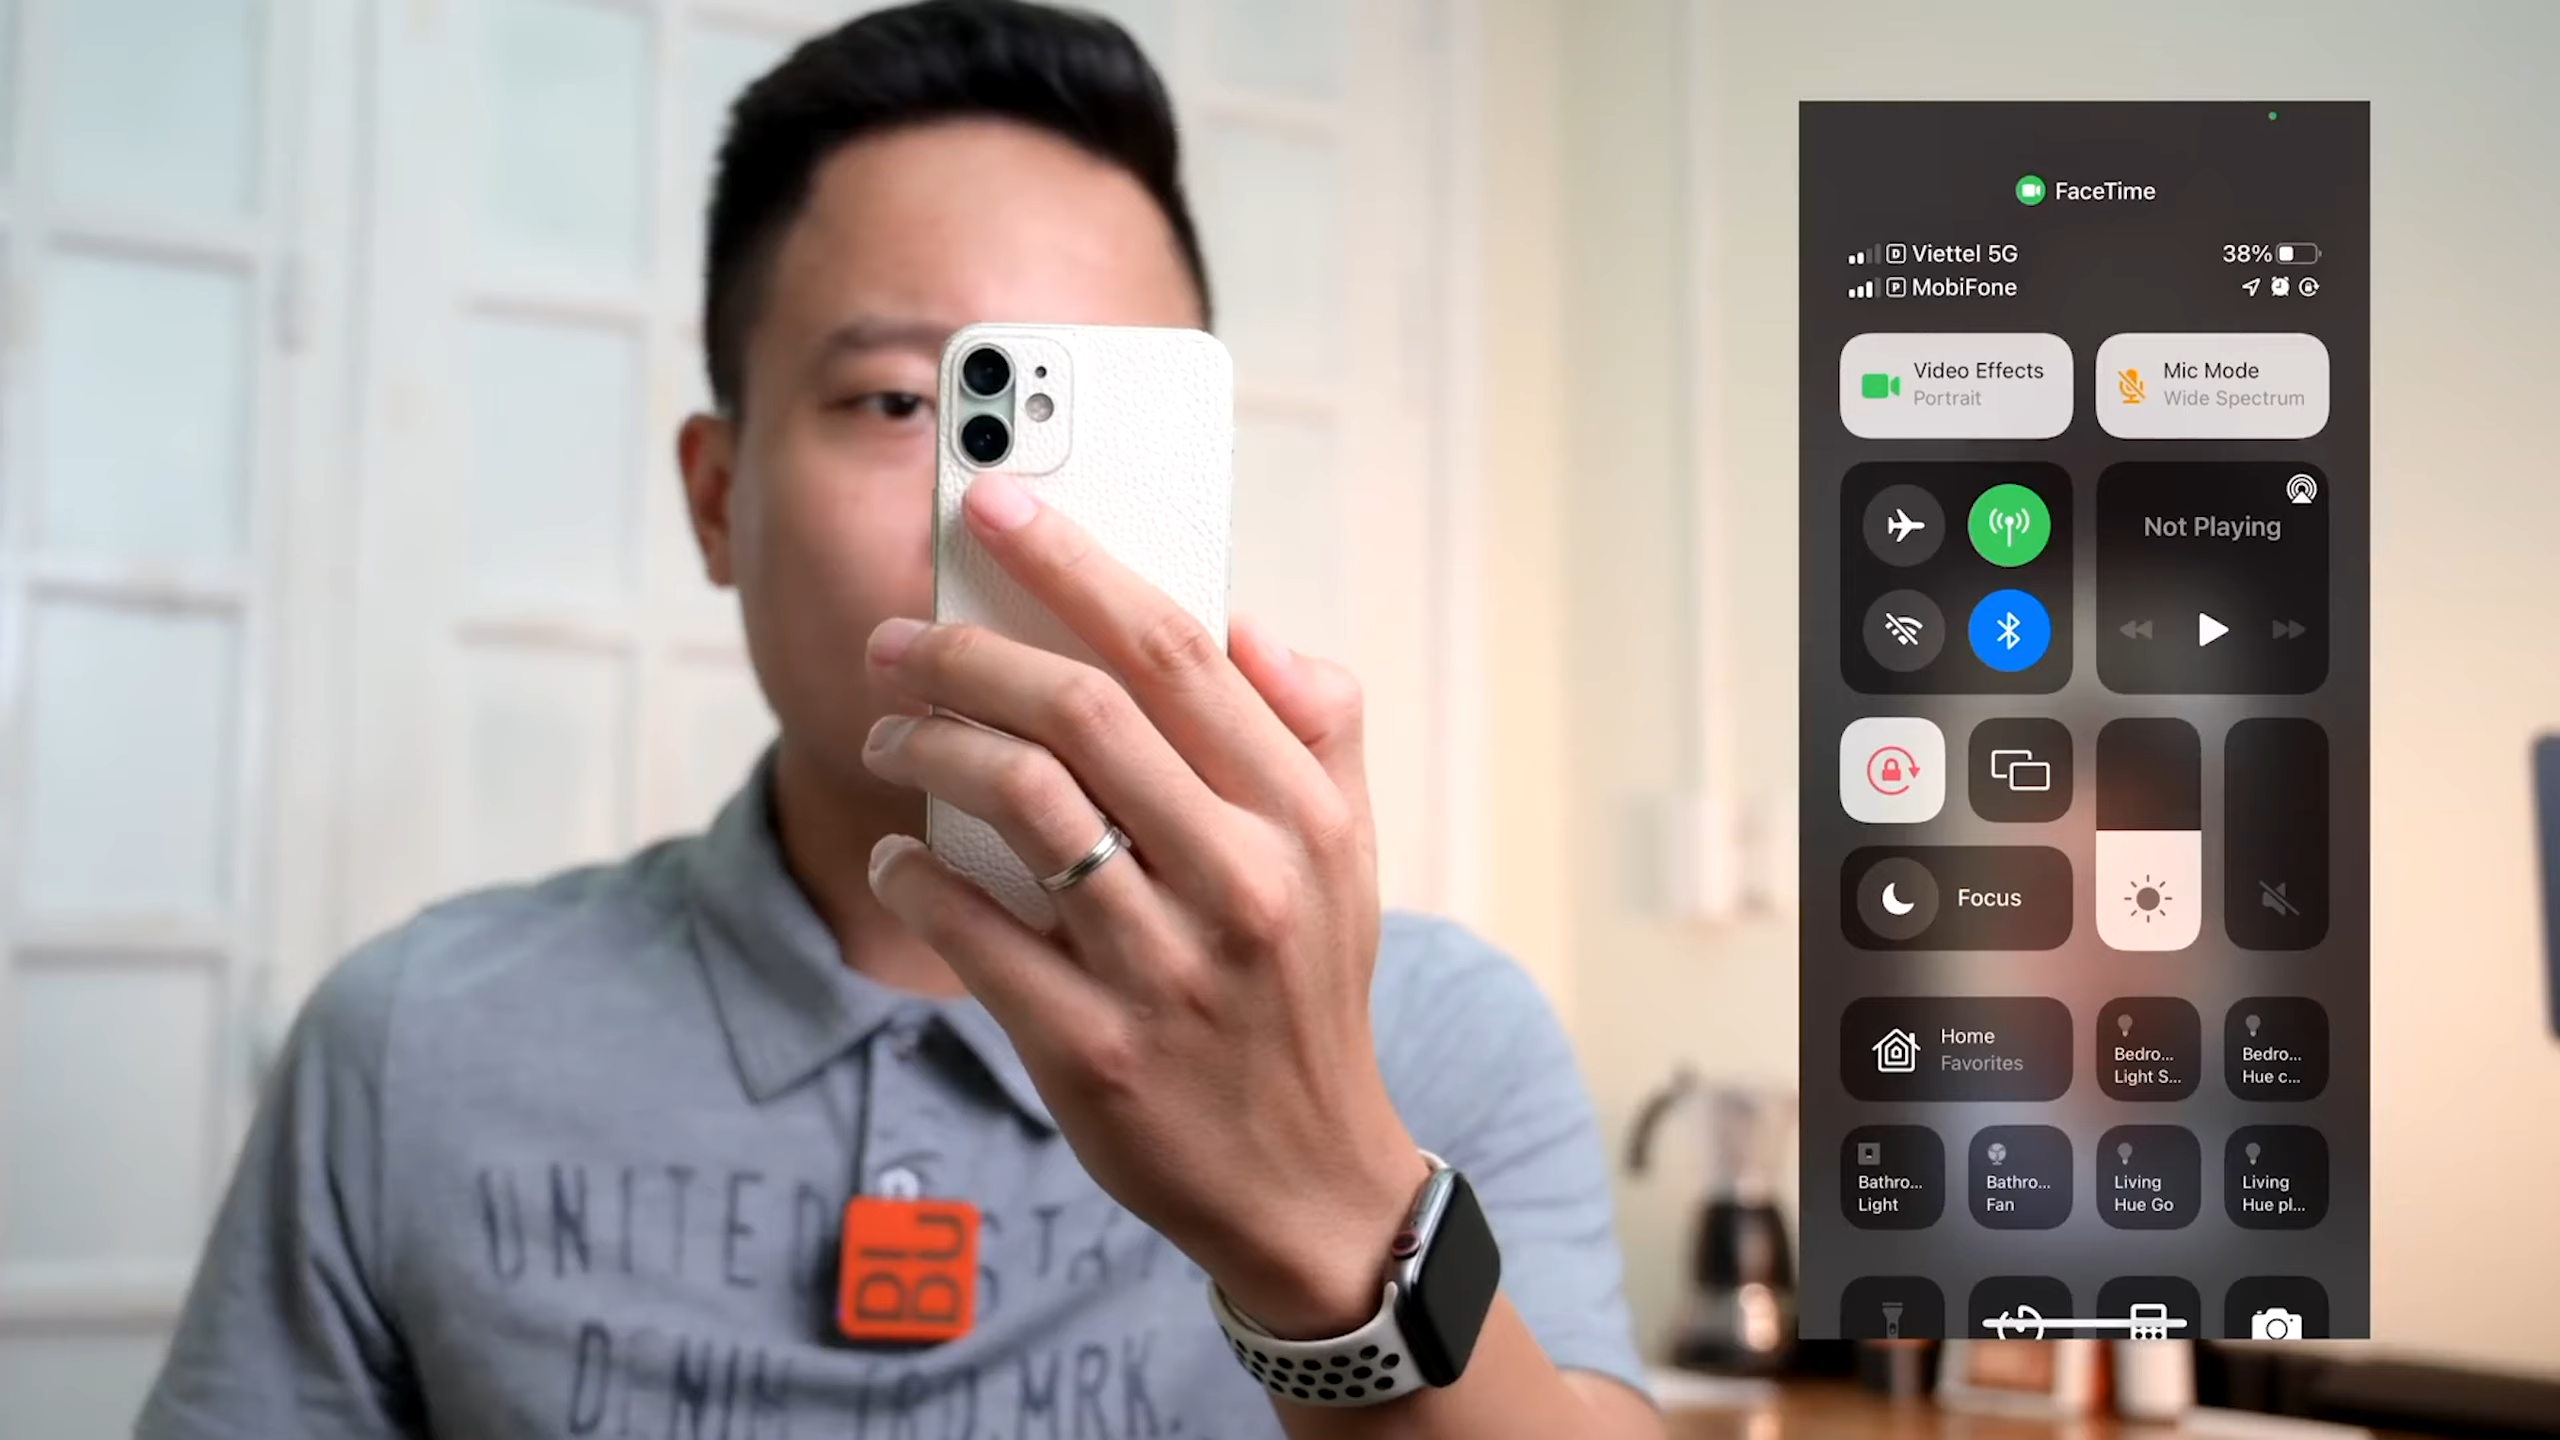 FaceTime
D Viettel 5G
38%
P MobiFone
Video Effects
Portrait
Mic Mode
Wide Spectrum
Not Playing
Focus
Home
Favorites
Bedro...
Light S...
Bedro...
Hue c...
Bathro...
Light
Bathro...
Fan
Living
Hue Go
Living
Hue pl...
UNITED
BLU